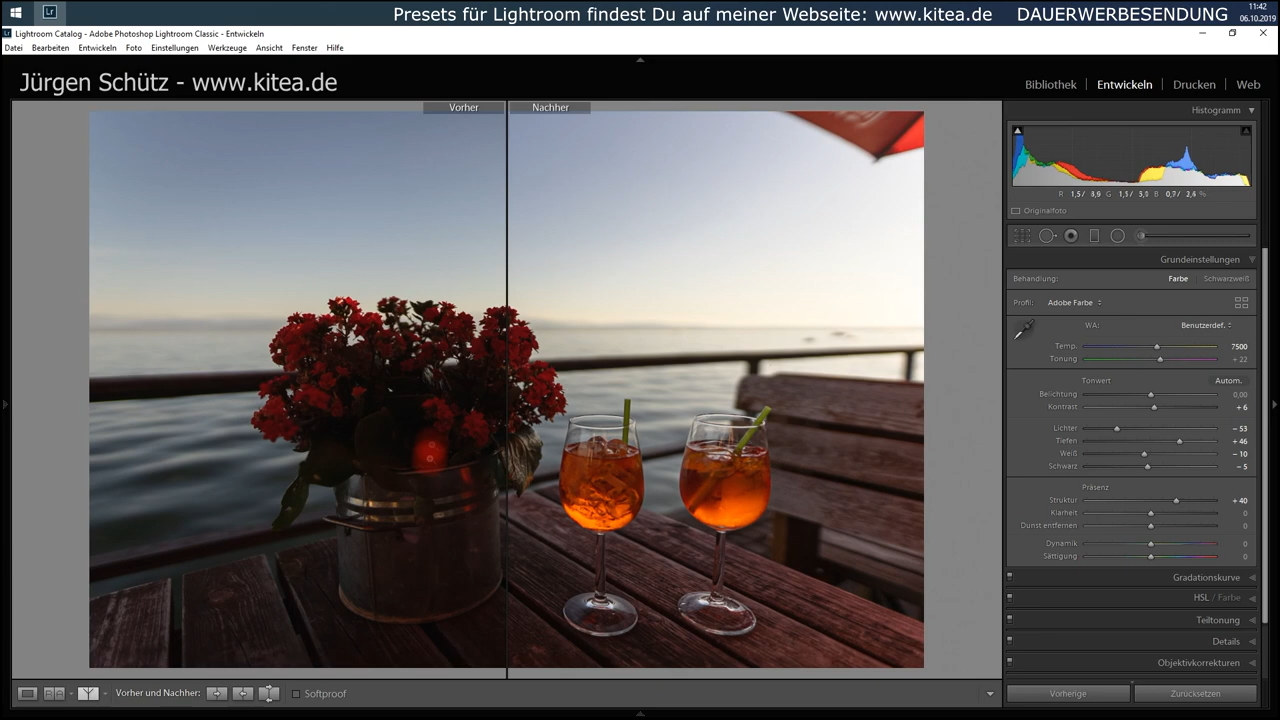 Presets für Lightroom findest Du auf meiner Webseite: www.kitea.de DAUERWERBESENDUNG
11:42
06.10.2019
Lr
Lr Lightroom Catalog - Adobe Photoshop Lightroom Classic - Entwickeln
Datei Bearbeiten Entwickeln Foto Einstellungen Werkzeuge Ansicht Fenster Hilfe
Jürgen Schütz - www.kitea.de
Bibliothek | Entwickeln | Drucken | Web
Vorher Nachher
Histogramm
R 1,5/ 3,9 G 1,5/ 3,3 B 0,7/ 2,6 %
Originalfoto
Grundeinstellungen
Behandlung: Farbe Schwarzweiß
Profil: Adobe Farbe
WA: Benutzerdef.
Temp. 7500
Tonung + 22
Tonwert Autom.
Belichtung 0,00
Kontrast + 6
Lichter − 53
Tiefen + 46
Weiß − 10
Schwarz − 5
Präsenz
Struktur + 40
Klarheit 0
Dunst entfernen 0
Dynamik 0
Sättigung 0
Gradationskurve
HSL / Farbe
Teiltonung
Details
Objektivkorrekturen
Vorher und Nachher: Softproof
Vorherige Zurücksetzen